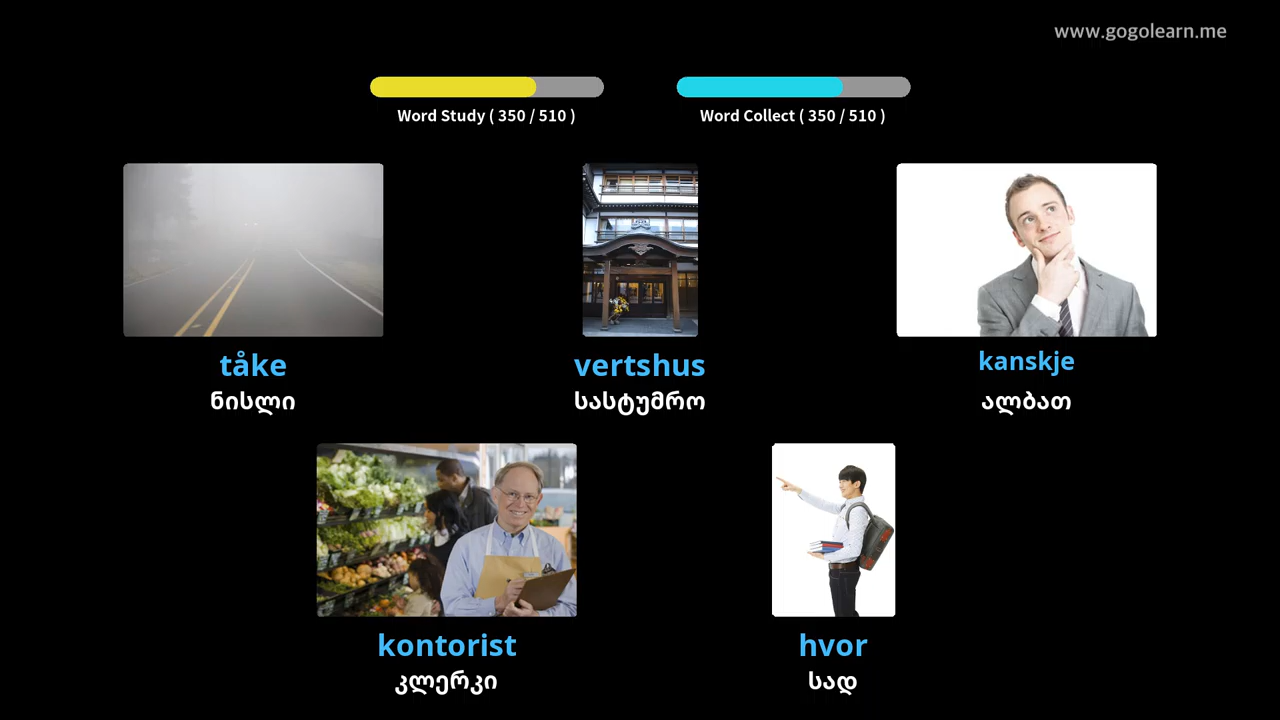 www.gogolearn.me
Word Study ( 350 / 510 )
Word Collect ( 350 / 510 )
tåke
ნისლი
vertshus
სასტუმრო
kanskje
ალბათ
kontorist
კლერკი
hvor
სად